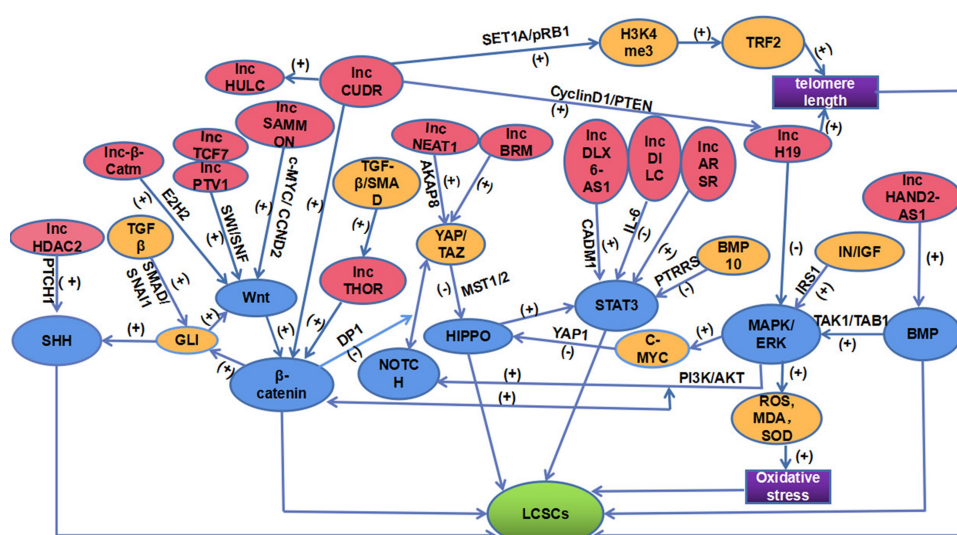 SET1A/pRB1
(+)
H3K4
me3
(+)
TRF2
(+)
telomere
length
lnc
HULC
(+)
lnc
CUDR
CyclinD1/PTEN
(+)
lnc
H19
(+)
lnc
SAMM
ON
lnc
TCF7
lnc
PTV1
lnc-β-
Catm
lnc
NEAT1
lnc
BRM
lnc
DLX
6-AS1
lnc
DI
LC
lnc
AR
SR
lnc
HAND2-
AS1
E2H2
(+)
SWI/SNF
(+)
c-MYC/ CCND2
(+)
(+)
TGF-
β/SMA
D
(+)
AKAP8
(+)
(+)
lnc
HDAC2
TGF
β
PTCH1
(+)
SMAD/
SNAI1
(+)
YAP/
TAZ
CADM1
(+)
IL-6
(-)
(+)
PTRRS
(-)
BMP
10
(-)
IN/IGF
IRS1
(+)
(+)
lnc
THOR
Wnt
(-)
MST1/2
STAT3
SHH
(+)
GLI
(+)
(+)
(+)
(+)
DP1
(-)
HIPPO
(+)
YAP1
(-)
C-
MYC
(+)
MAPK/
ERK
TAK1/TAB1
(+)
BMP
β-
catenin
NOTC
H
(+)
PI3K/AKT
(+)
(+)
ROS,
MDA,
SOD
(+)
Oxidative
stress
LCSCs